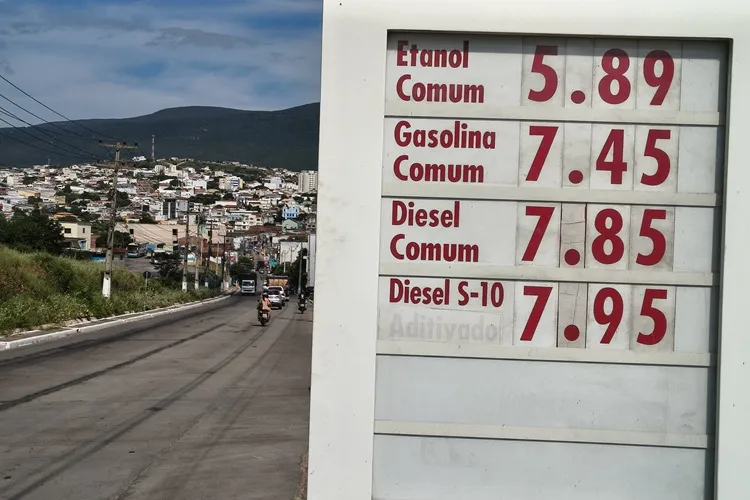 Etanol 5.89
Comum
Gasolina 7.45
Comum
Diesel 7.85
Comum
Diesel S-10 7.95
Aditivado